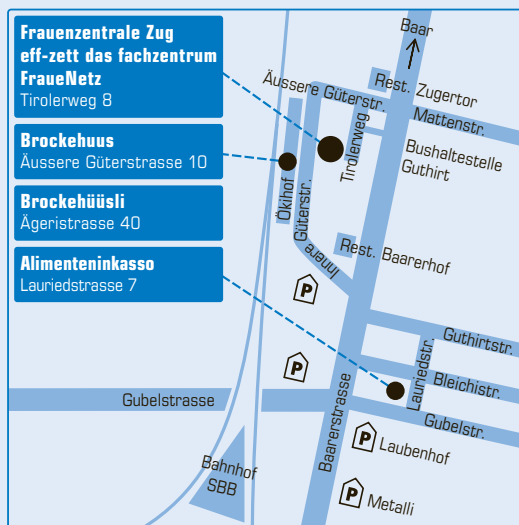 Frauenzentrale Zug
eff-zett das fachzentrum
FraueNetz
Tirolerweg 8
Brockehuus
Äussere Güterstrasse 10
Brockehüüsli
Ägeristrasse 40
Alimenteninkasso
Lauriedstrasse 7
Baar
Rest. Zugertor
Äussere Güterstr.
Mattenstr.
Tirolerweg
Bushaltestelle
Guthirt
Ökihof
Güterstr.
Innere
Rest. Baarerhof
P
Guthirtstr.
Lauriedstr.
P
Bleichistr.
Gubelstrasse
Gubelstr.
Baarerstrasse
P Laubenhof
Bahnhof
SBB
P Metalli